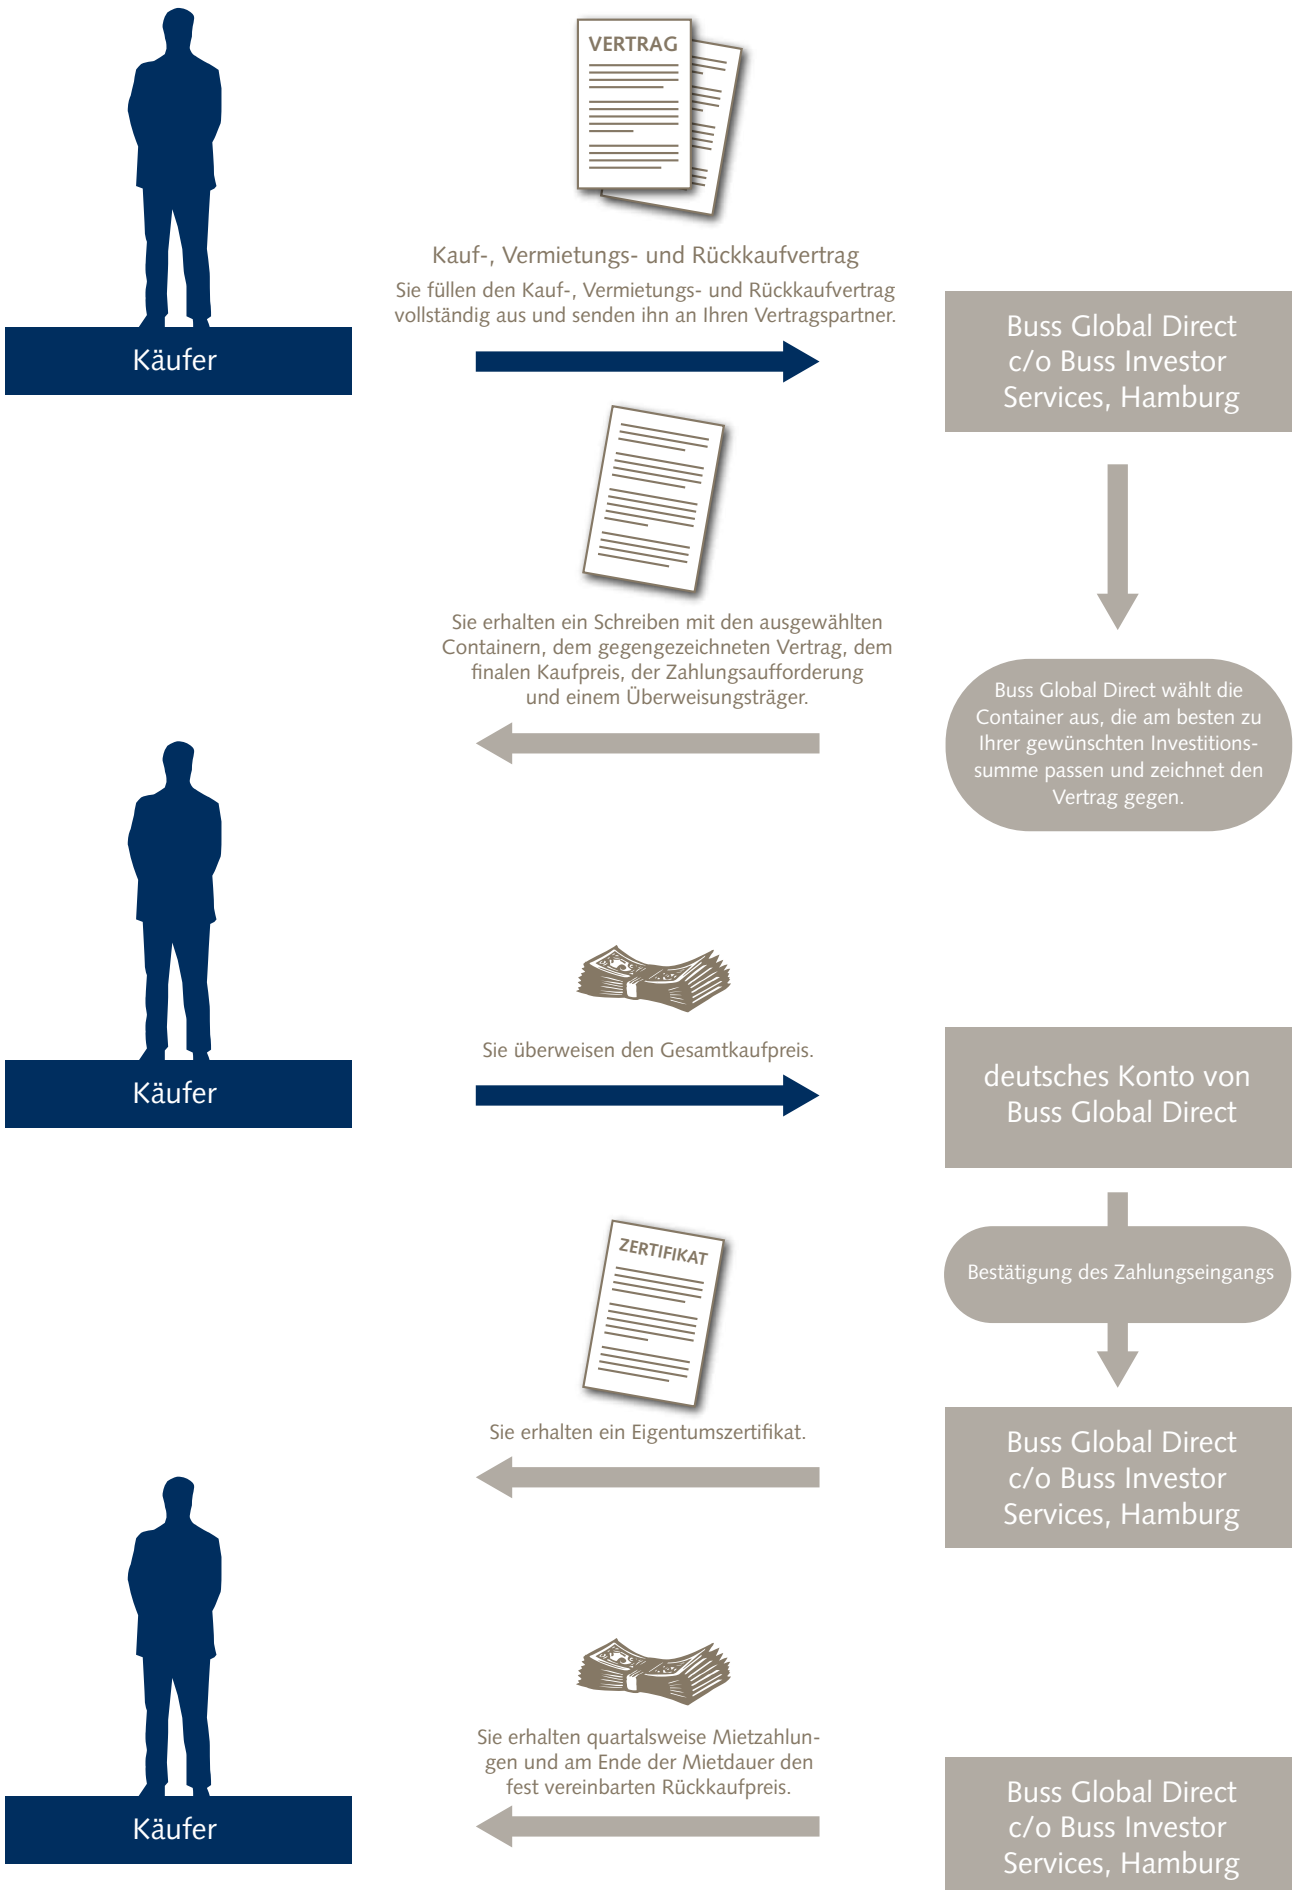 VERTRAG
Kauf-, Vermietungs- und Rückkaufvertrag
Sie füllen den Kauf-, Vermietungs- und Rückkaufvertrag
vollständig aus und senden ihn an Ihren Vertragspartner.
Käufer
Buss Global Direct
c/o Buss Investor
Services, Hamburg
Sie erhalten ein Schreiben mit den ausgewählten
Containern, dem gegengezeichneten Vertrag, dem
finalen Kaufpreis, der Zahlungsaufforderung
und einem Überweisungsträger.
Buss Global Direct wählt die
Container aus, die am besten zu
Ihrer gewünschten Investitions-
summe passen und zeichnet den
Vertrag gegen.
Sie überweisen den Gesamtkaufpreis.
Käufer
deutsches Konto von
Buss Global Direct
Bestätigung des Zahlungseingangs
ZERTIFIKAT
Sie erhalten ein Eigentumszertifikat.
Buss Global Direct
c/o Buss Investor
Services, Hamburg
Sie erhalten quartalsweise Mietzahlun-
gen und am Ende der Mietdauer den
fest vereinbarten Rückkaufpreis.
Käufer
Buss Global Direct
c/o Buss Investor
Services, Hamburg